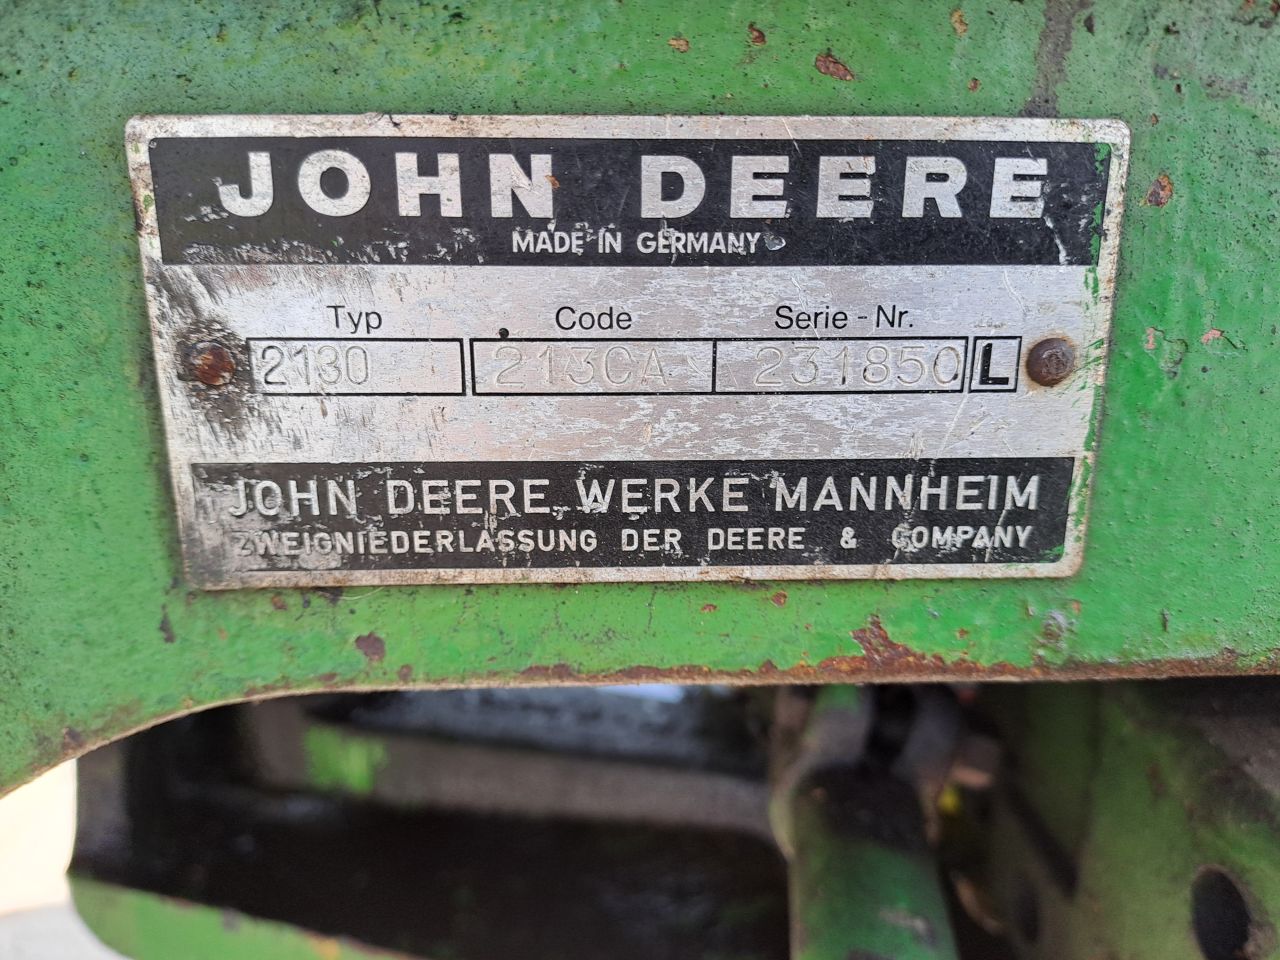 JOHN DEERE
MADE IN GERMANY
Typ Code Serie-Nr.
2130 213CA 231850 L
JOHN DEERE WERKE MANNHEIM
ZWEIGNIEDERLASSUNG DER DEERE & COMPANY